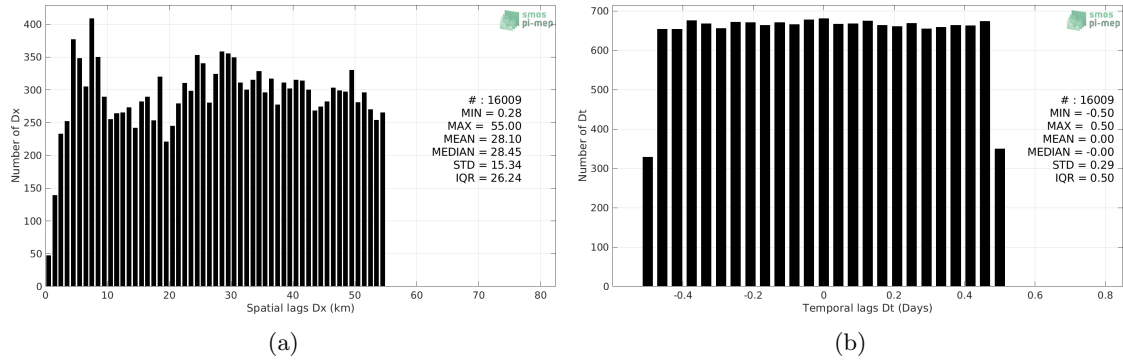 smos
pi-mep
400
350
300
250
200
150
100
50
0
Number of Dx
# : 16009
MIN = 0.28
MAX = 55.00
MEAN = 28.10
MEDIAN = 28.45
STD = 15.34
IQR = 26.24
0 10 20 30 40 50 60 70 80
Spatial lags Dx (km)
(a)
smos
pi-mep
700
600
500
400
300
200
100
0
Number of Dt
# : 16009
MIN = -0.50
MAX = 0.50
MEAN = 0.00
MEDIAN = -0.00
STD = 0.29
IQR = 0.50
-0.4 -0.2 0 0.2 0.4 0.6 0.8
Temporal lags Dt (Days)
(b)